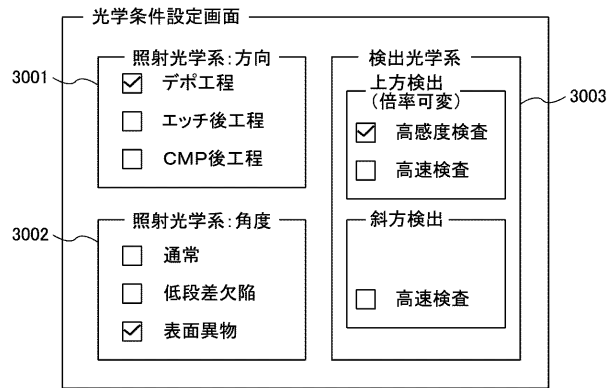 光学条件設定画面
3001
照射光学系:方向
デポ工程
エッチ後工程
CMP後工程
3002
照射光学系:角度
通常
低段差欠陥
表面異物
3003
検出光学系
上方検出
(倍率可変)
高感度検査
高速検査
斜方検出
高速検査